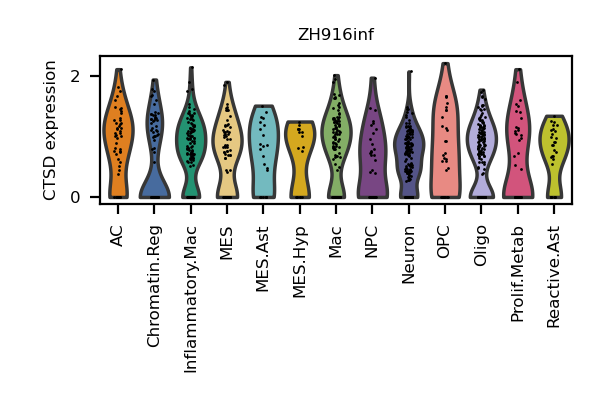 ZH916inf
CTSD expression
2
0
AC
Chromatin.Reg
Inflammatory.Mac
MES
MES.Ast
MES.Hyp
Mac
NPC
Neuron
OPC
Oligo
Prolif.Metab
Reactive.Ast